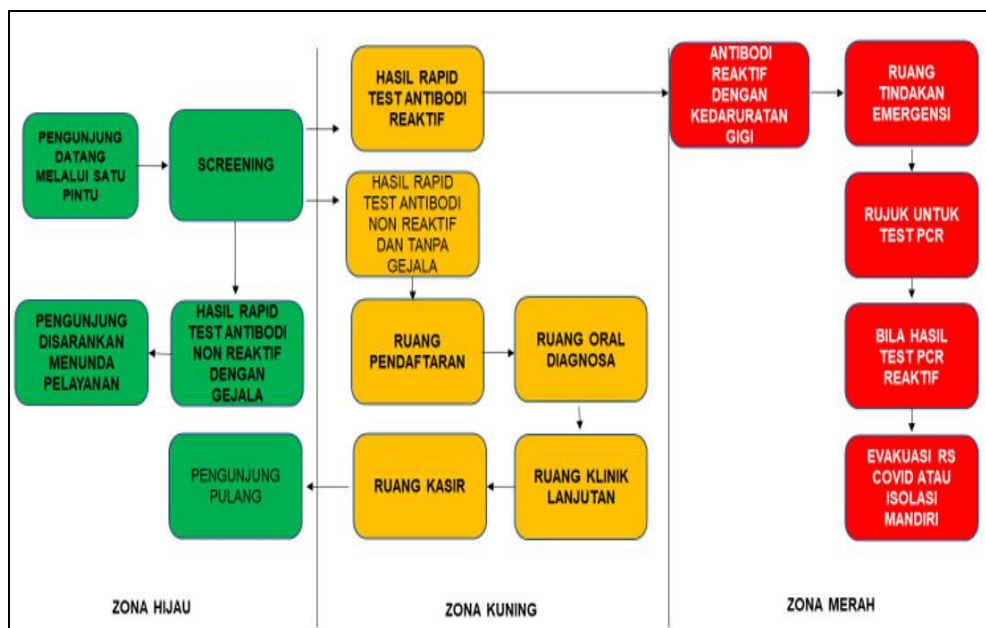 PENGUNJUNG
DATANG
MELALUI SATU
PINTU
SCREENING
HASIL RAPID
TEST ANTIBODI
NON REAKTIF
DENGAN
GEJALA
PENGUNJUNG
DISARANKAN
MENUNDA
PELAYANAN
PENGUNJUNG
PULANG
ZONA HIJAU
HASIL RAPID
TEST ANTIBODI
REAKTIF
HASIL RAPID
TEST ANTIBODI
NON REAKTIF
DAN TANPA
GEJALA
RUANG
PENDAFTARAN
RUANG ORAL
DIAGNOSA
RUANG KLINIK
LANJUTAN
RUANG KASIR
ZONA KUNING
ANTIBODI
REAKTIF
DENGAN
KEDARURATAN
GIGI
RUANG
TINDAKAN
EMERGENSI
RUJUK UNTUK
TEST PCR
BILA HASIL
TEST PCR
REAKTIF
EVAKUASI RS
COVID ATAU
ISOLASI
MANDIRI
ZONA MERAH